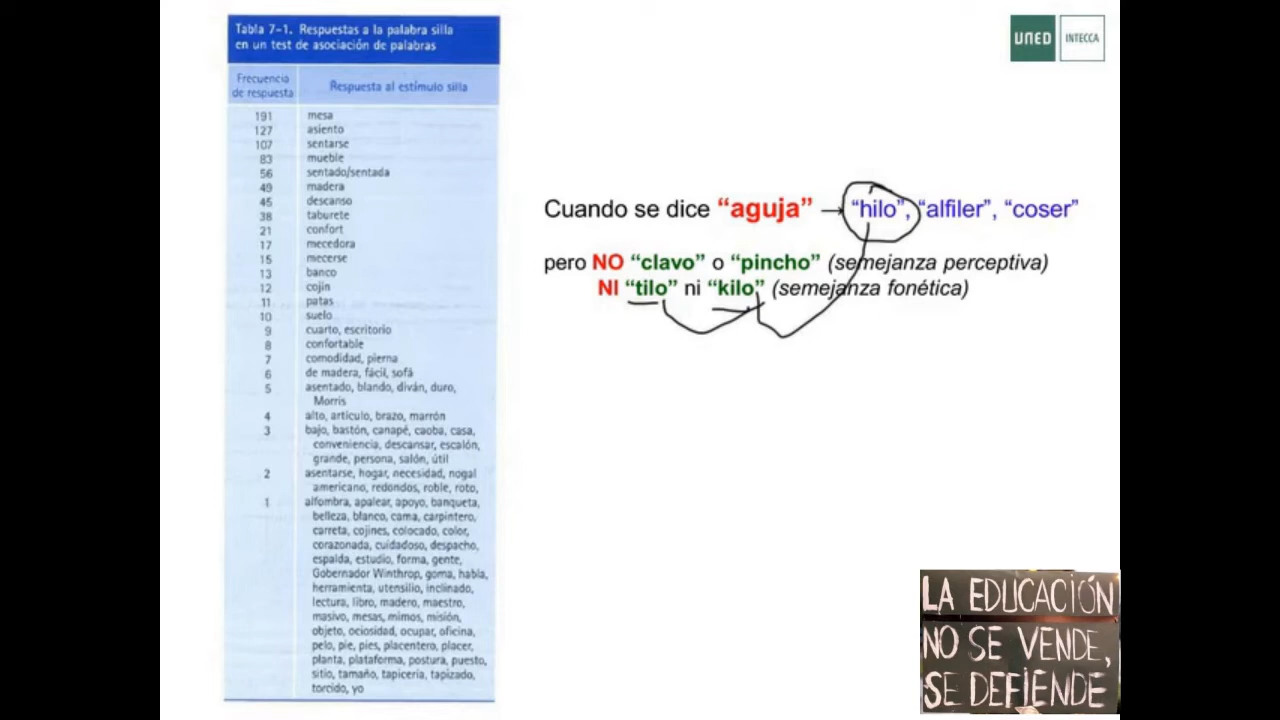 Tabla 7-1. Respuestas a la palabra silla
en un test de asociación de palabras
Frecuencia
de respuesta
Respuesta al estímulo silla
191 mesa
127 asiento
107 sentarse
83 mueble
56 sentado/sentada
49 madera
45 descanso
38 taburete
21 confort
17 mecedora
15 mecerse
13 banco
12 cojín
11 patas
10 suelo
9 cuarto, escritorio
8 confortable
7 comodidad, pierna
6 de madera, fácil, sofá
5 asentado, blando, diván, duro,
Morris
4 alto, artículo, brazo, marrón
3 bajo, bastón, canapé, caoba, casa,
conveniencia, descansar, escalón,
grande, persona, salón, útil
2 asentarse, hogar, necesidad, nogal
americano, redondos, roble, roto,
1 alfombra, apalear, apoyo, banqueta,
belleza, blanco, cama, carpintero,
carreta, cojines, colocado, color,
corazonada, cuidadoso, despacho,
espalda, estudio, forma, gente,
Gobernador Winthrop, goma, habla,
herramienta, utensilio, inclinado,
lectura, libro, madero, maestro,
masivo, mesas, mimos, misión,
objeto, ociosidad, ocupar, oficina,
pelo, pie, pies, placentero, placer,
planta, plataforma, postura, puesto,
sitio, tamaño, tapicería, tapizado,
torcido, yo
UNED INTECCA
Cuando se dice “aguja” → “hilo”, “alfiler”, “coser”
pero NO “clavo” o “pincho” (semejanza perceptiva)
NI “tilo” ni “kilo” (semejanza fonética)
LA EDUCACIÓN
NO SE VENDE,
SE DEFIENDE